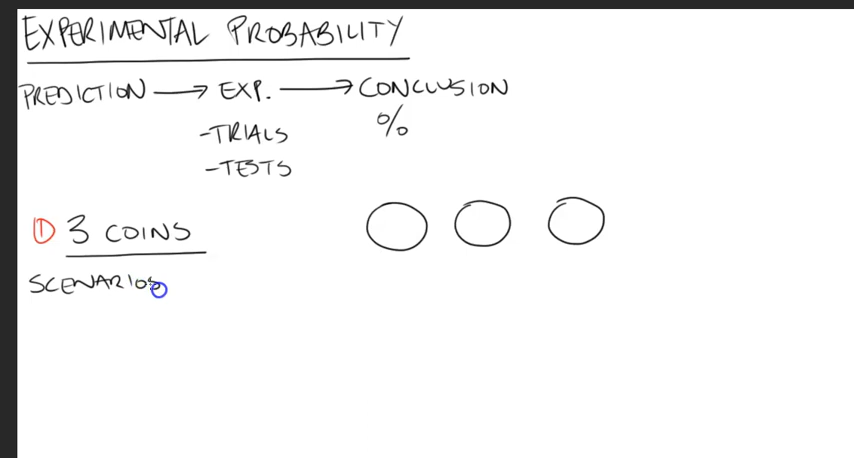 EXPERIMENTAL PROBABILITY
PREDICTION → EXP. → CONCLUSION
%
-TRIALS
-TESTS
① 3 COINS
SCENARIOS